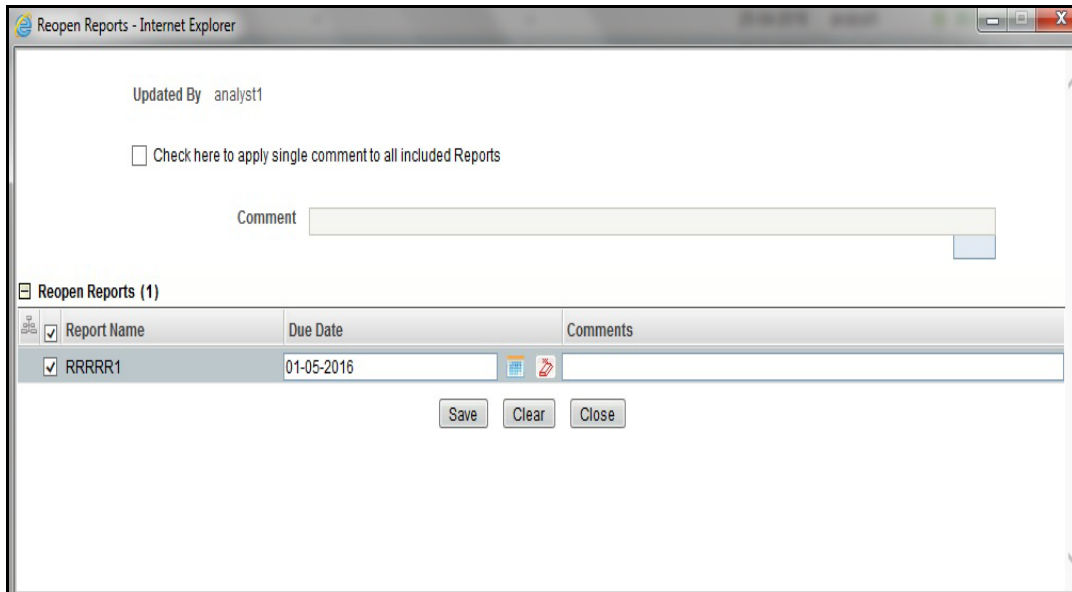 Reopen Reports - Internet Explorer
X
Updated By analyst1
Check here to apply single comment to all included Reports
Comment
Reopen Reports (1)
Report Name Due Date Comments
RRRRR1 01-05-2016
Save Clear Close